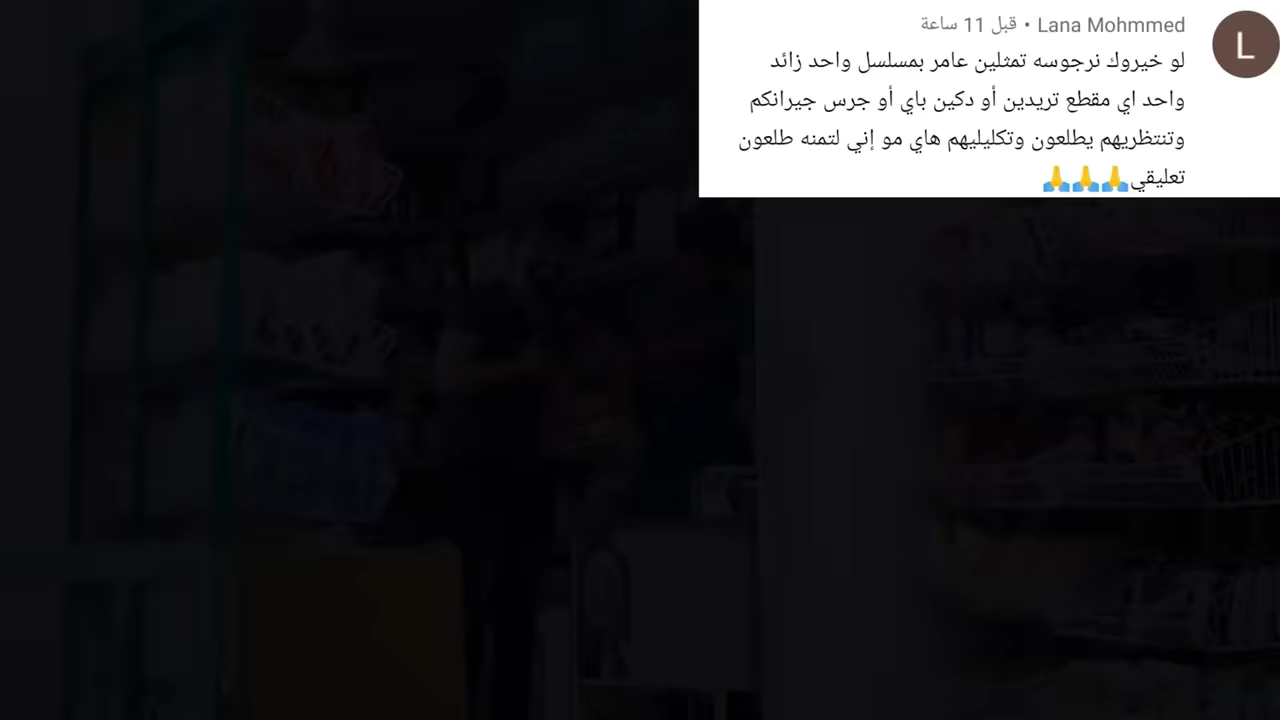 Lana Mohmmed • قبل 11 ساعة
لو خيروك نرجوسه تمثلين عامر بمسلسل واحد زائد
واحد اي مقطع تريدين أو دكين باي أو جرس جيرانكم
وتنتظريهم يطلعون وتكليليهم هاي مو إني لتمنه طلعون
تعليقي🙏🙏🙏
L